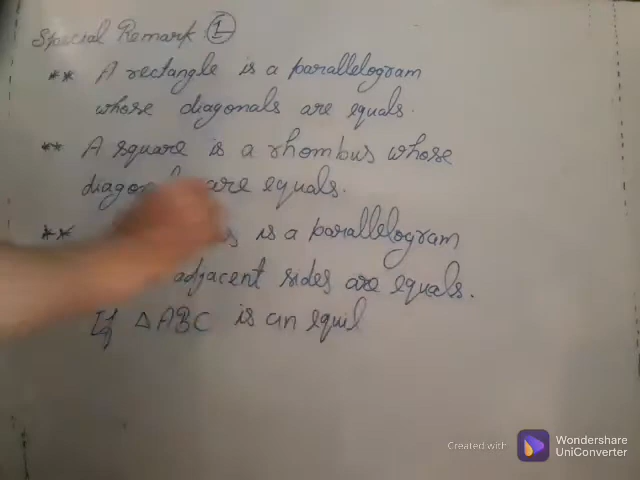 Special Remark 1
** A rectangle is a parallelogram
whose diagonals are equals.
** A square is a rhombus whose
are equals.
** is a parallelogram
adjacent sides are equals.
If △ABC is an equil
Created with Wondershare UniConverter